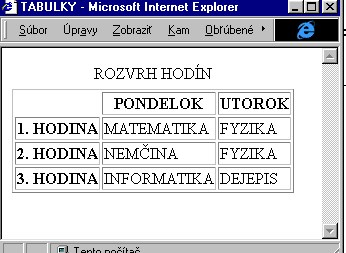 TABULKY - Microsoft Internet Explorer
Súbor Úpravy Zobraziť Kam Obľúbené
ROZVRH HODÍN
PONDELOK UTOROK
1. HODINA MATEMATIKA FYZIKA
2. HODINA NEMČINA FYZIKA
3. HODINA INFORMATIKA DEJEPIS
Tento počítač